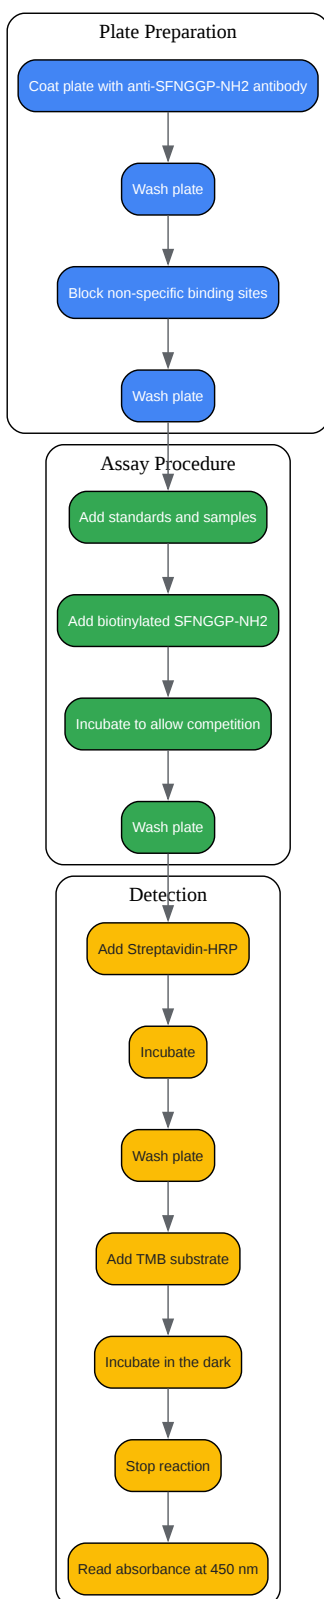 Plate Preparation
Coat plate with anti-SFNGGP-NH2 antibody
Wash plate
Block non-specific binding sites
Wash plate
Assay Procedure
Add standards and samples
Add biotinylated SFNGGP-NH2
Incubate to allow competition
Wash plate
Detection
Add Streptavidin-HRP
Incubate
Wash plate
Add TMB substrate
Incubate in the dark
Stop reaction
Read absorbance at 450 nm